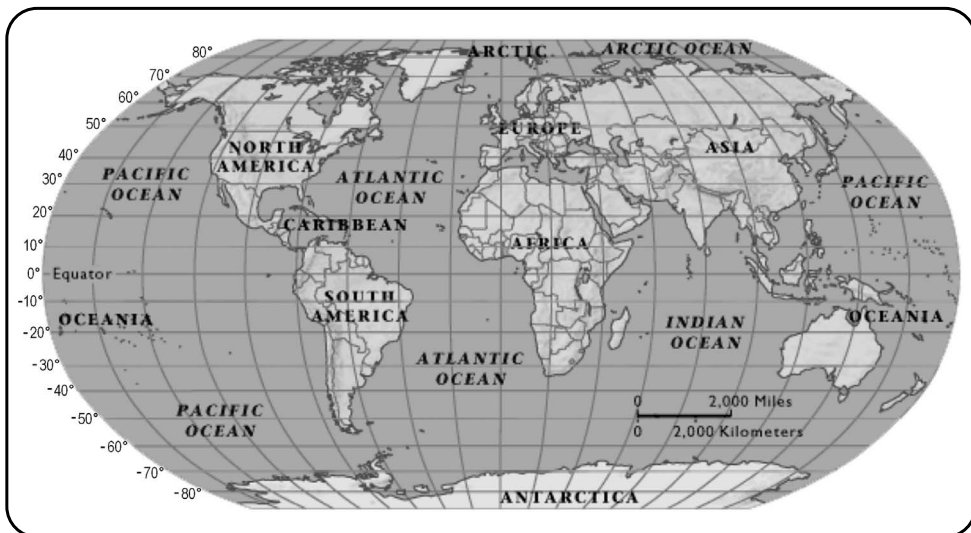 ARCTIC
ARCTIC OCEAN
80°
70°
60°
50°
40°
30°
20°
10°
0°
Equator
-10°
-20°
-30°
-40°
-50°
-60°
-70°
-80°
EUROPE
NORTH
AMERICA
ASIA
PACIFIC
OCEAN
ATLANTIC
OCEAN
PACIFIC
OCEAN
CARIBBEAN
AFRICA
SOUTH
AMERICA
OCEANIA
INDIAN
OCEAN
OCEANIA
ATLANTIC
OCEAN
PACIFIC
OCEAN
0 2,000 Miles
0 2,000 Kilometers
ANTARCTICA